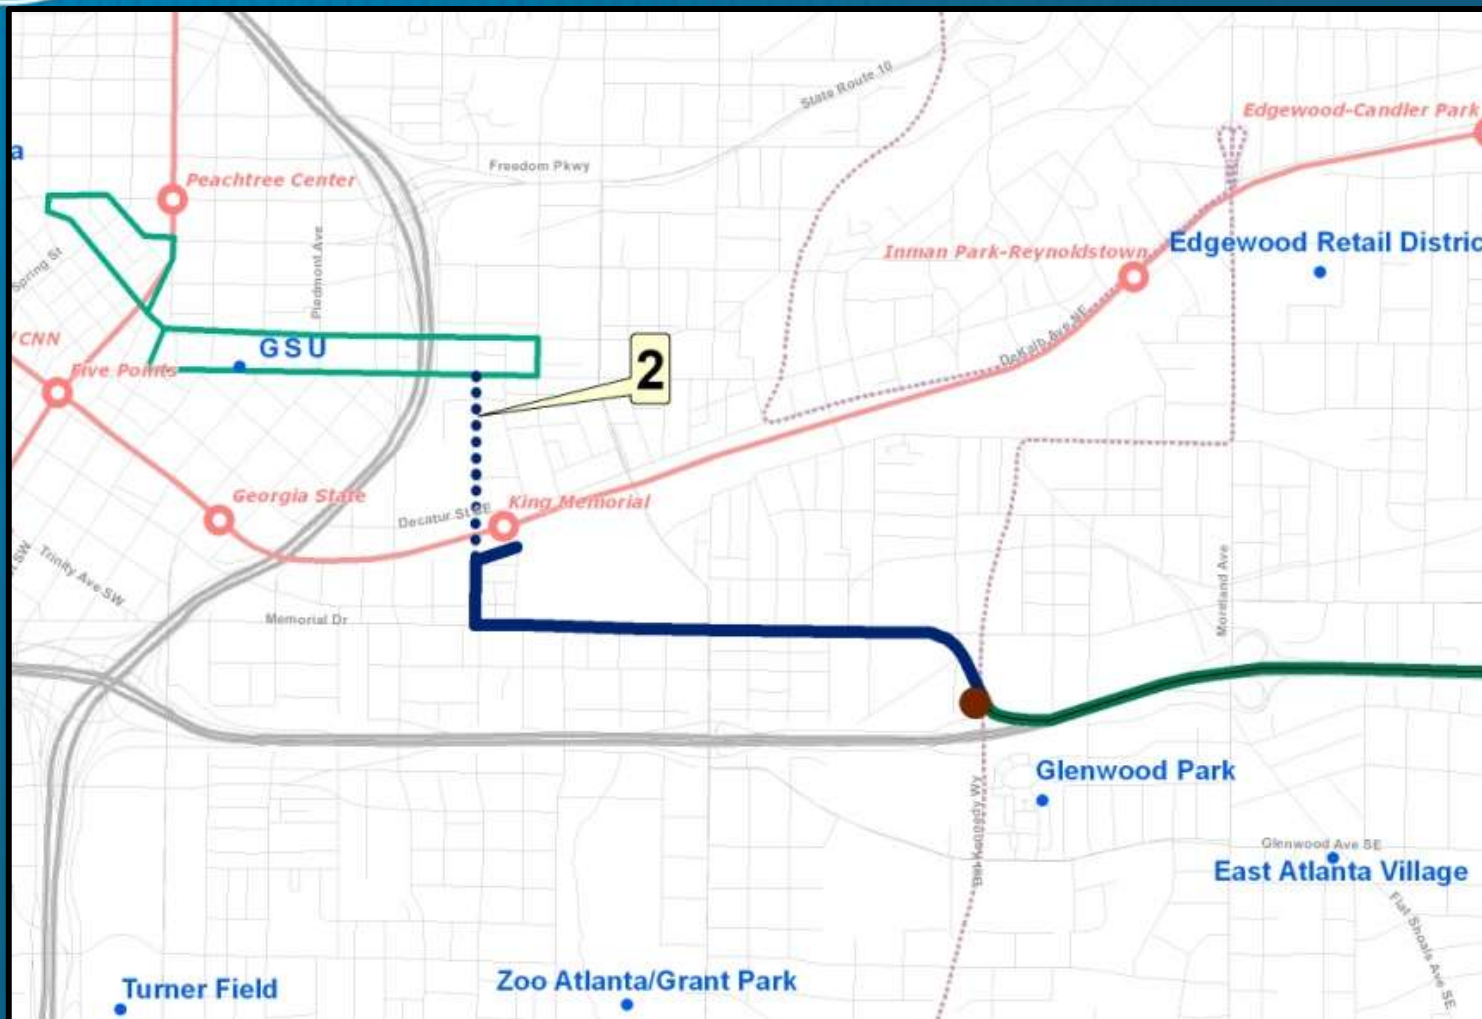 State Route 10
Edgewood-Candler Park
a
Freedom Pkwy
Peachtree Center
Edgewood Retail Distric
Inman Park-Reynoldstown
Spring St
Piedmont Ave
/CNN
GSU
DeKalb Ave NE
Five Points
2
Georgia State
King Memorial
Decatur St SE
SW
Trinity Ave SW
Memorial Dr
Moreland Ave
Glenwood Park
Glenwood Ave SE
East Atlanta Village
Flat Shoals Ave SE
Turner Field
Zoo Atlanta/Grant Park